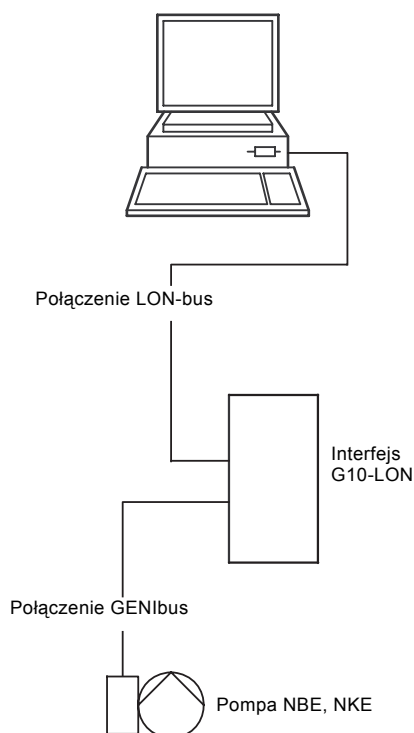 Połączenie LON-bus
Interfejs
G10-LON
Połączenie GENIbus
Pompa NBE, NKE